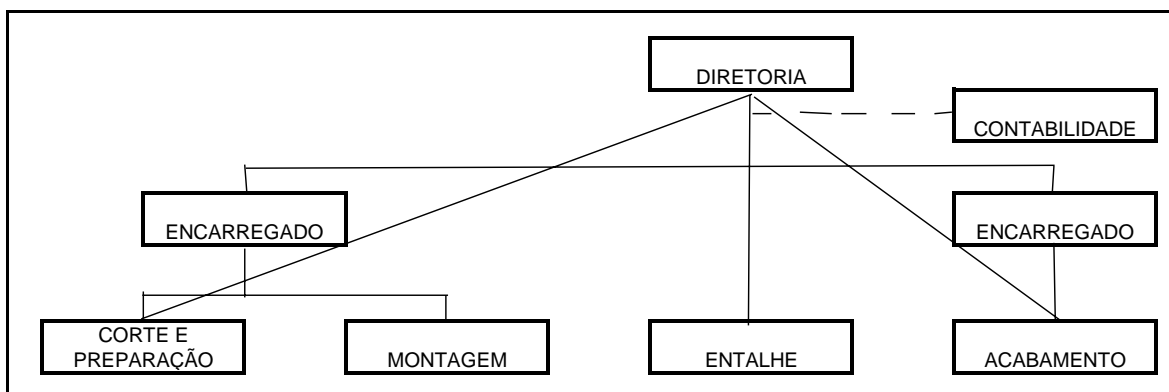 DIRETORIA
CONTABILIDADE
ENCARREGADO
ENCARREGADO
CORTE E
PREPARAÇÃO
MONTAGEM
ENTALHE
ACABAMENTO